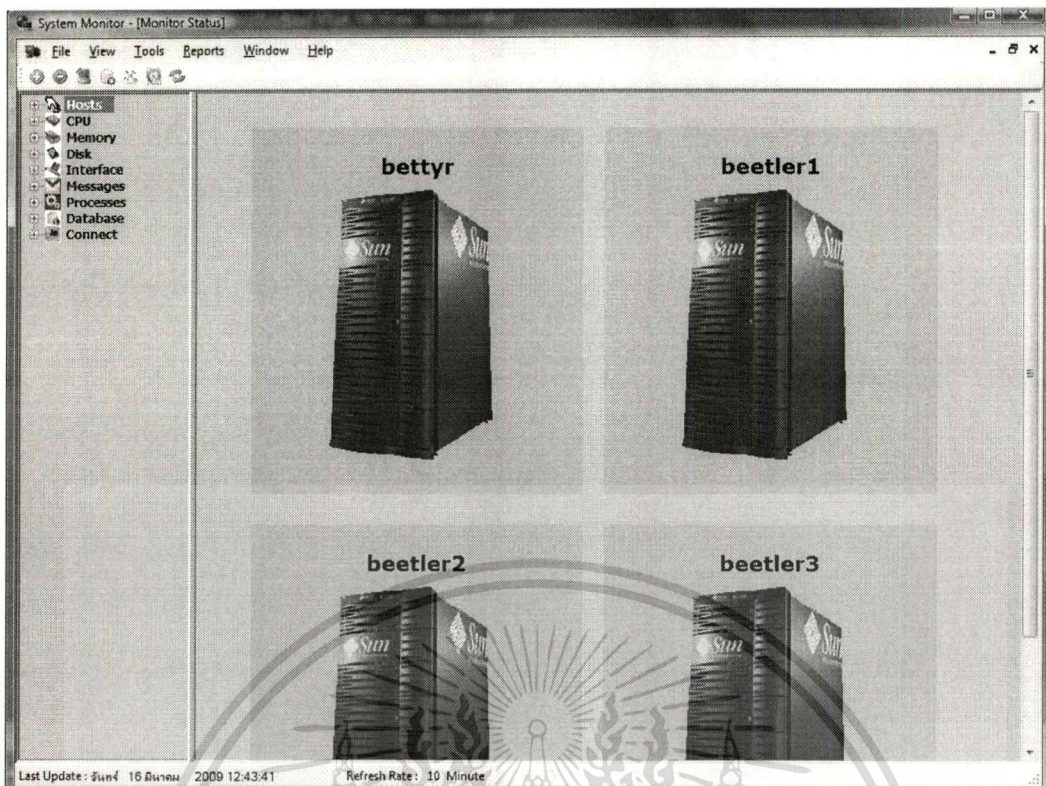 System Monitor - [Monitor Status]
File View Tools Reports Window Help
Hosts
CPU
Memory
Disk
Interface
Messages
Processes
Database
Connect
bettyr
beetler1
Sun
Sun
Sun
Sun
beetler2
beetler3
Sun
Sun
Sun
Sun
Last Update : จันทร์ 16 มีนาคม 2009 12:43:41 Refresh Rate : 10 Minute